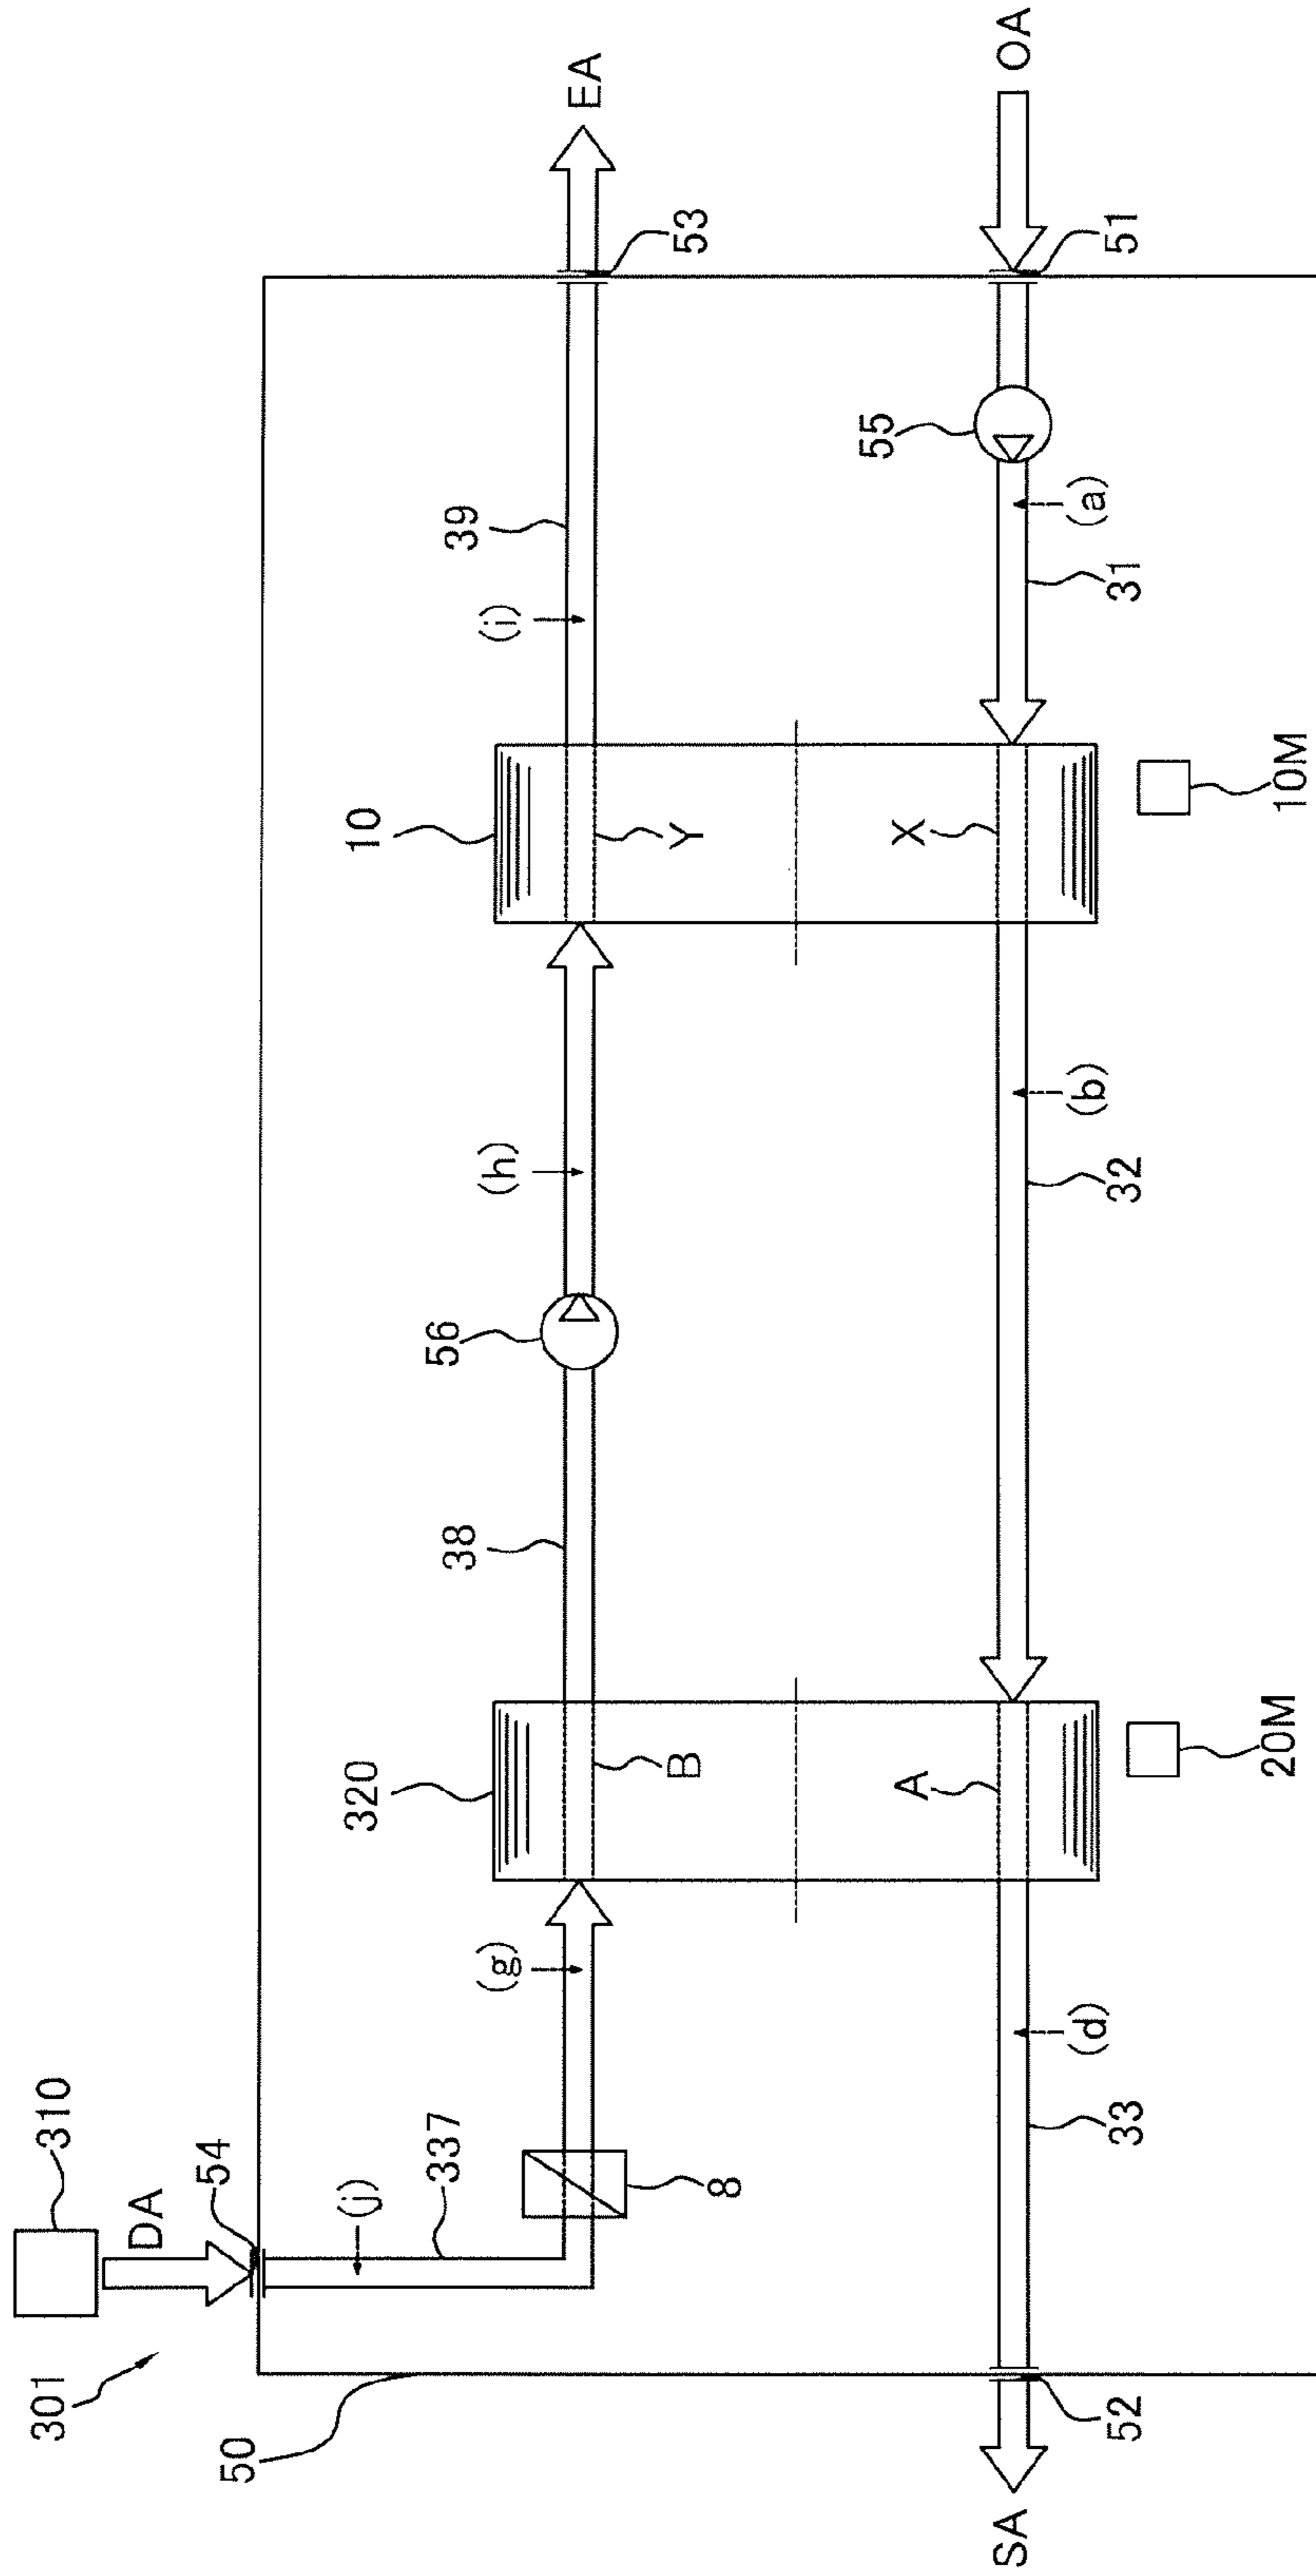 301
310
DA
54
50
(j)
337
8
(g)
320
B
38
56
(h)
10
Y
(i)
39
53
EA
SA
52
33
(d)
A
20M
32
(b)
X
10M
31
(a)
55
51
OA